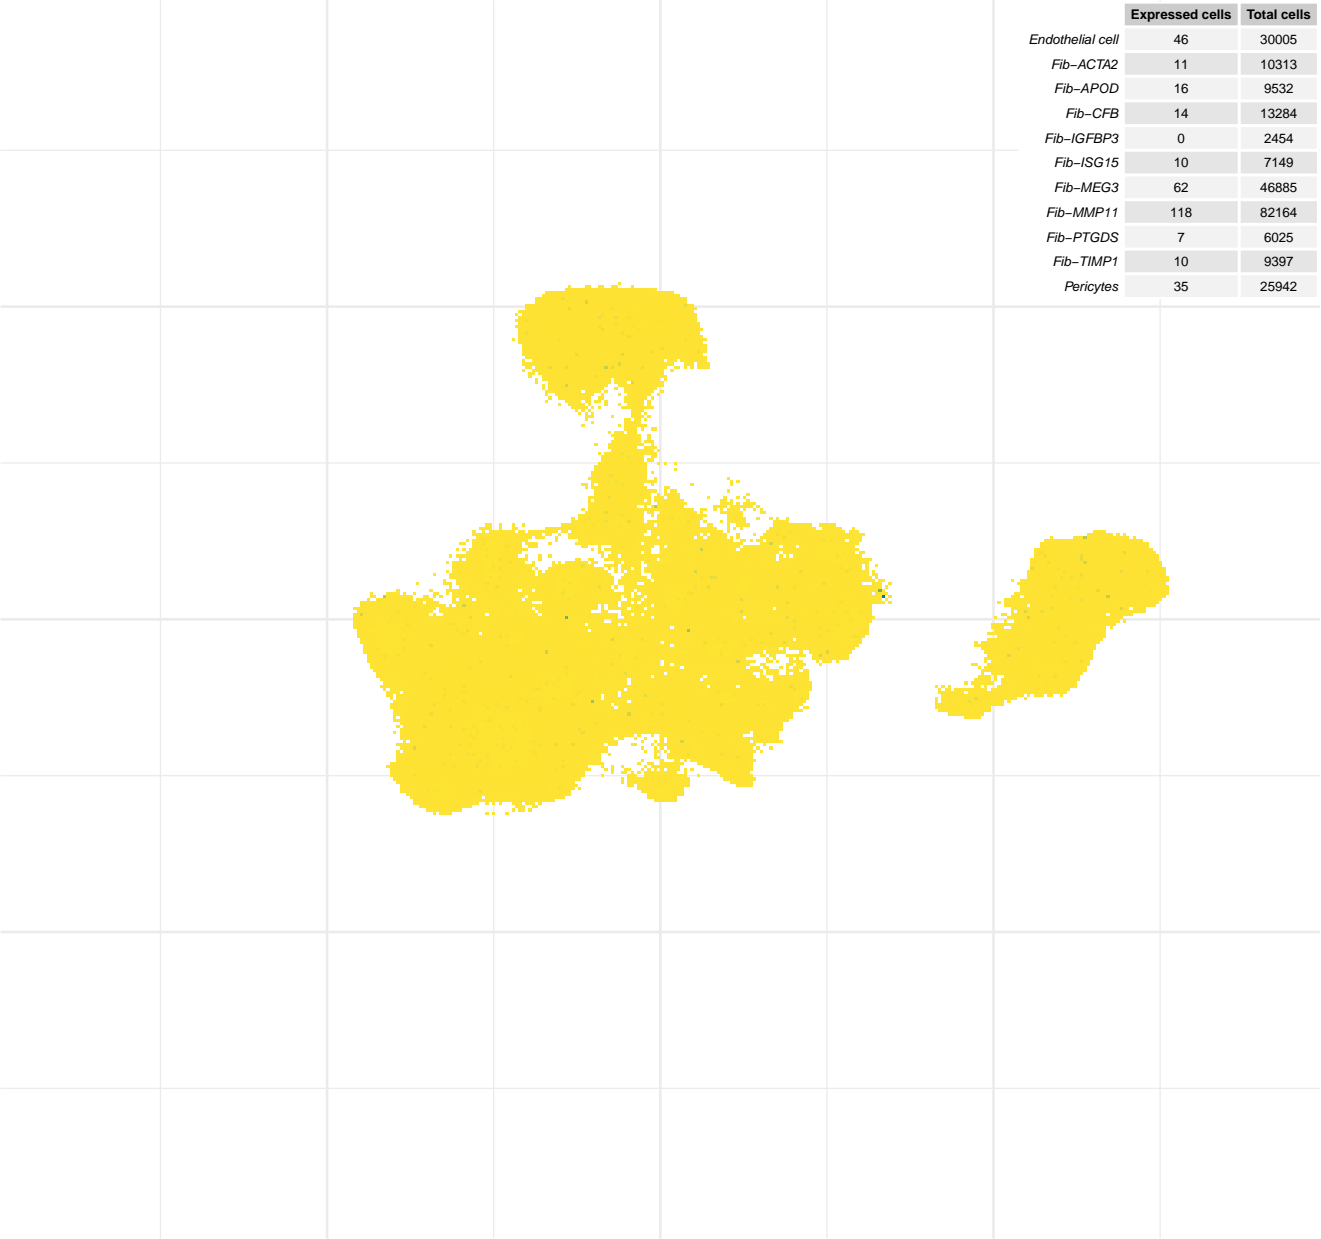 Expressed cells Total cells
Endothelial cell 46 30005
Fib−ACTA2 11 10313
Fib−APOD 16 9532
Fib−CFB 14 13284
Fib−IGFBP3 0 2454
Fib−ISG15 10 7149
Fib−MEG3 62 46885
Fib−MMP11 118 82164
Fib−PTGDS 7 6025
Fib−TIMP1 10 9397
Pericytes 35 25942